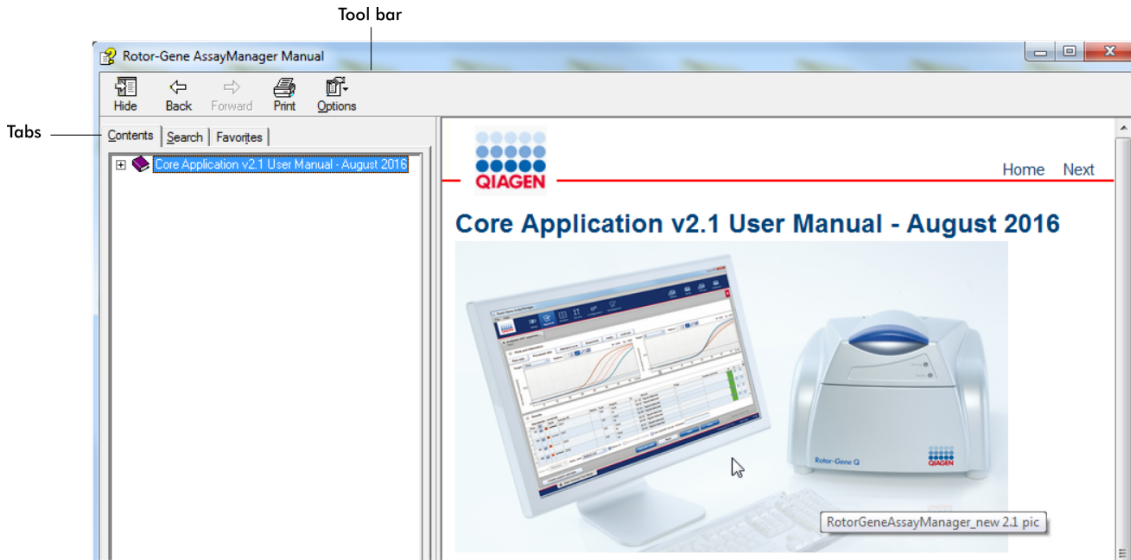 Tool bar
Rotor-Gene AssayManager Manual
Hide Back Forward Print Options
Tabs
Contents Search Favorites
Core Application v2.1 User Manual - August 2016
QIAGEN
Home Next
Core Application v2.1 User Manual - August 2016
Rotor-Gene Q
QIAGEN
RotorGeneAssayManager_new 2.1 pic